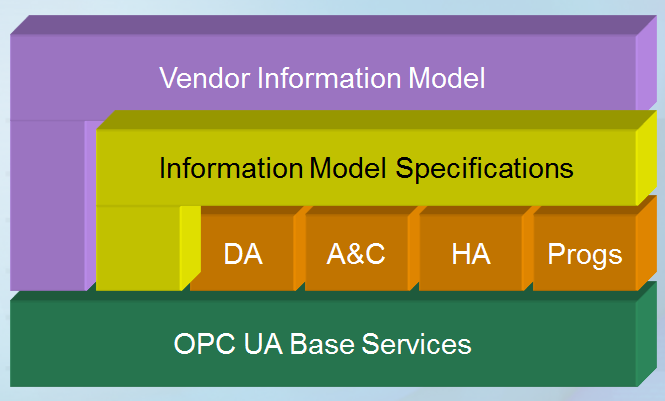 Vendor Information Model
Information Model Specifications
DA A&C HA Progs
OPC UA Base Services